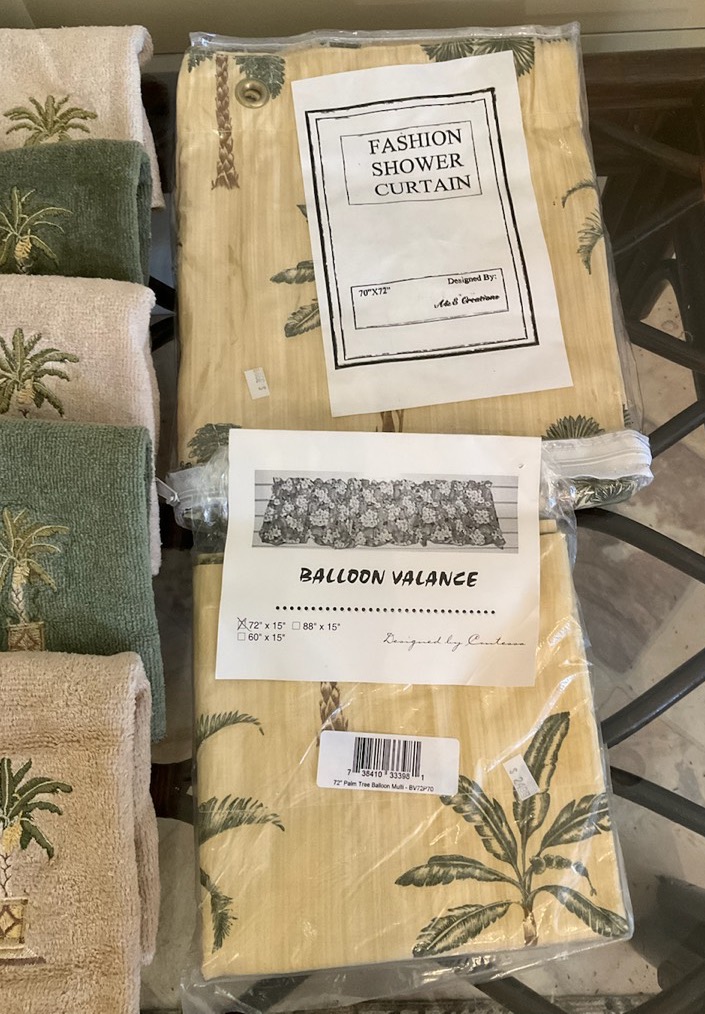 FASHION
SHOWER
CURTAIN
70"X72"
Designed By:
A & E Creations
BALLOON VALANCE
72" x 15" 88" x 15"
60" x 15"
Designed by Contessa
7 38410 33398 1
72" Palm Tree Balloon Multi - BV72P70